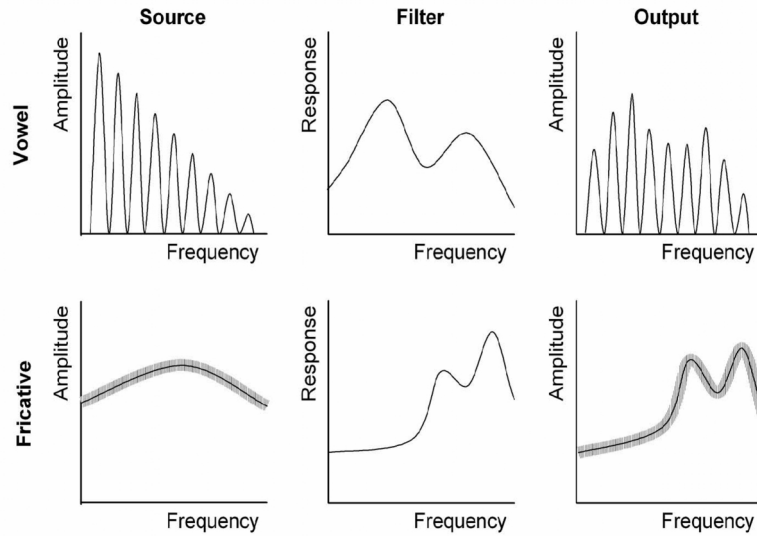 Source Filter Output
Vowel
Amplitude Response Amplitude
Frequency Frequency Frequency
Fricative
Amplitude Response Amplitude
Frequency Frequency Frequency